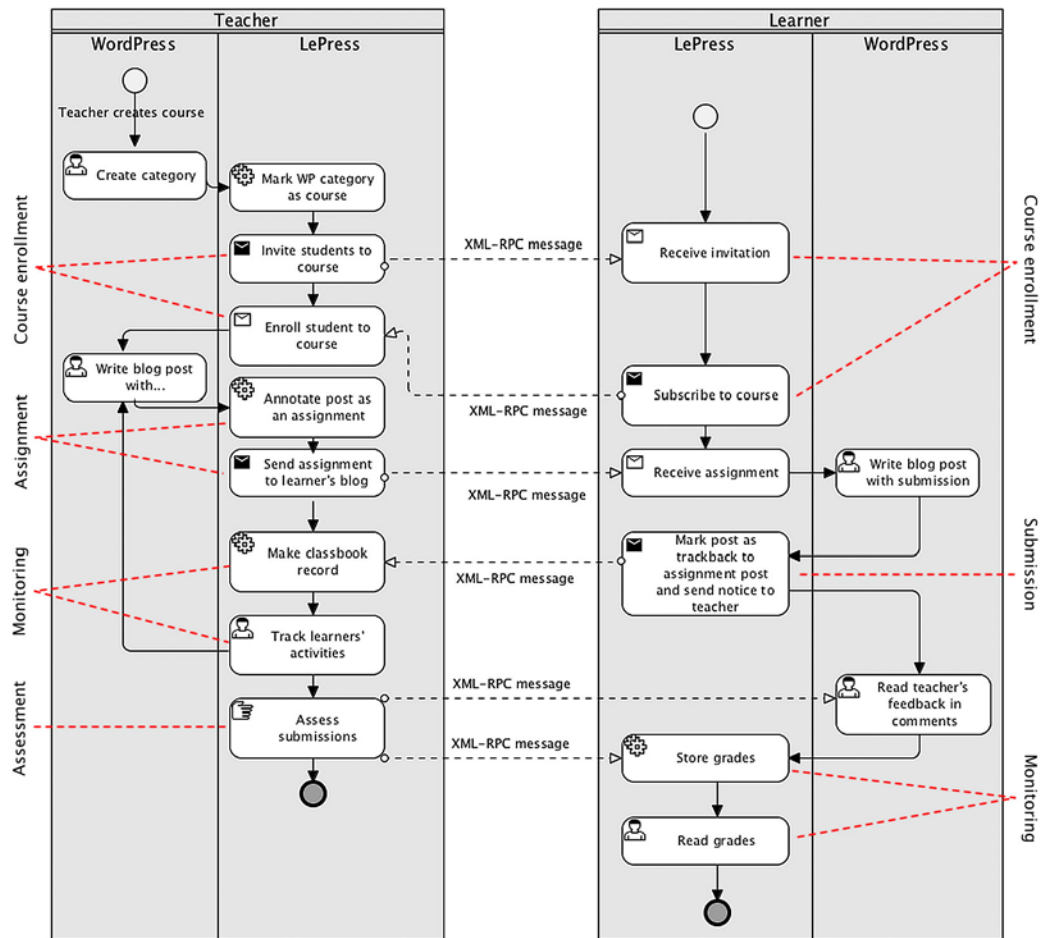 Teacher
Learner
WordPress
LePress
LePress
WordPress
Teacher creates course
Create category
Mark WP category
as course
Course enrollment
Invite students to
course
XML-RPC message
Receive invitation
Course enrollment
Enroll student to
course
Write blog post
with...
Subscribe to course
XML-RPC message
Assignment
Annotate post as
an assignment
Send assignment
to learner's blog
XML-RPC message
Receive assignment
Write blog post
with submission
Monitoring
Make classbook
record
XML-RPC message
Mark post as
trackback to
assignment post
and send notice to
teacher
Submission
Track learners'
activities
XML-RPC message
Read teacher's
feedback in
comments
Assessment
Assess
submissions
XML-RPC message
Store grades
Monitoring
Read grades